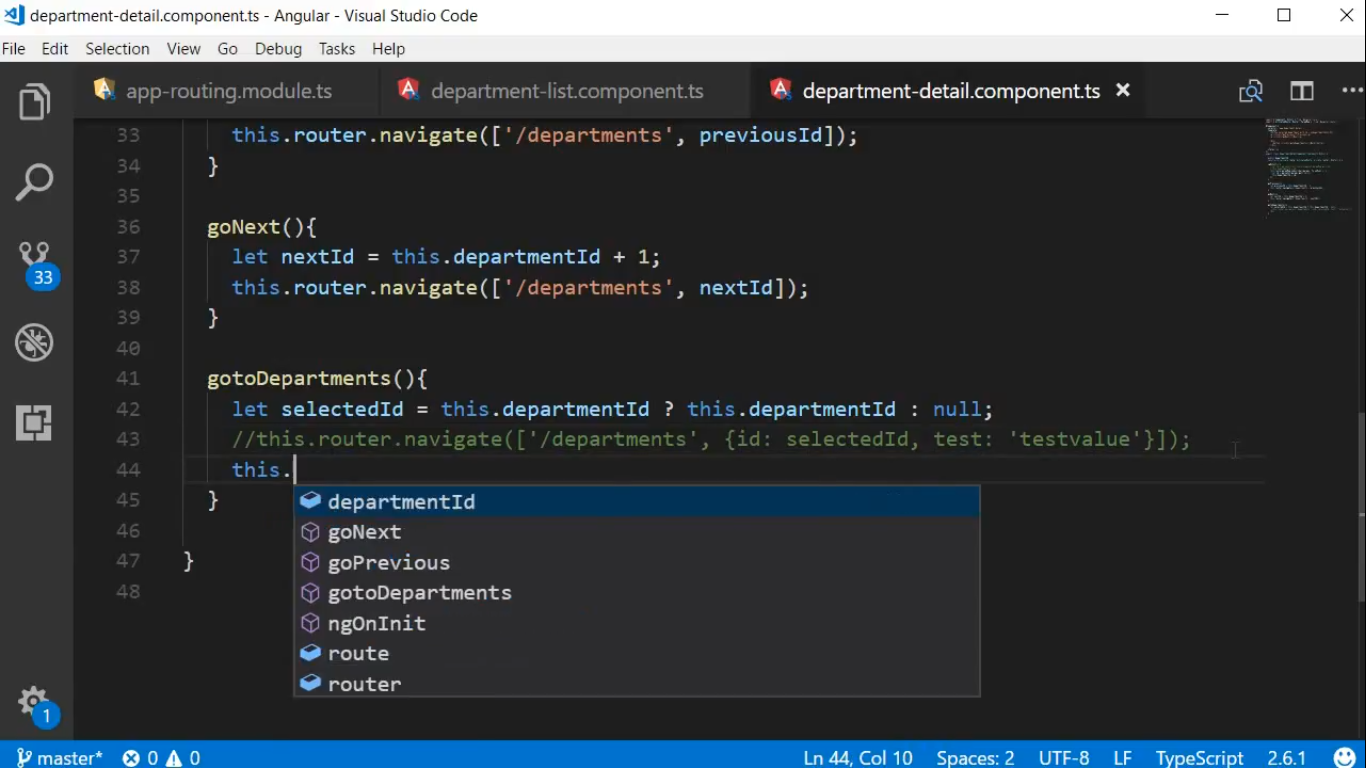 department-detail.component.ts - Angular - Visual Studio Code
File Edit Selection View Go Debug Tasks Help
app-routing.module.ts department-list.component.ts department-detail.component.ts
33 this.router.navigate(['/departments', previousId]);
34 }
35
36 goNext(){
37 let nextId = this.departmentId + 1;
38 this.router.navigate(['/departments', nextId]);
39 }
40
41 gotoDepartments(){
42 let selectedId = this.departmentId ? this.departmentId : null;
43 //this.router.navigate(['/departments', {id: selectedId, test: 'testvalue'}]);
44 this.
45 }
46
47 }
48
departmentId
goNext
goPrevious
gotoDepartments
ngOnInit
route
router
33
1
master* 0 0 Ln 44, Col 10 Spaces: 2 UTF-8 LF TypeScript 2.6.1